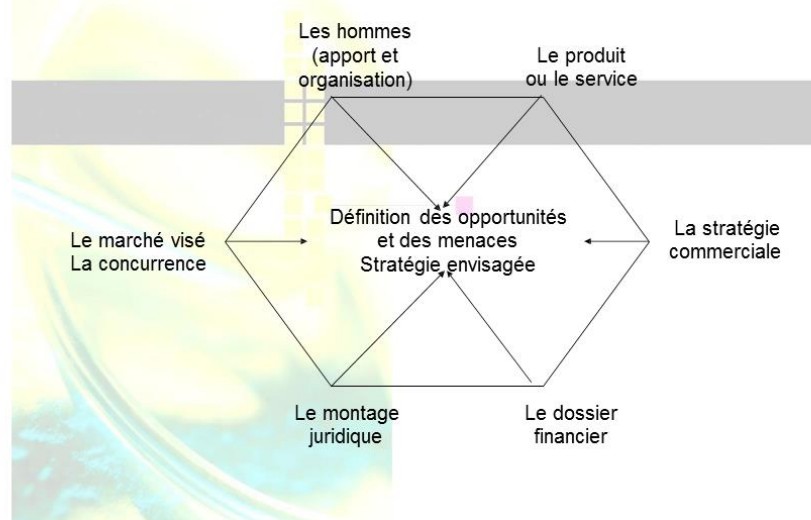 Les hommes
(apport et
organisation)
Le produit
ou le service
Définition des opportunités
et des menaces
Stratégie envisagée
Le marché visé
La concurrence
La stratégie
commerciale
Le montage
juridique
Le dossier
financier